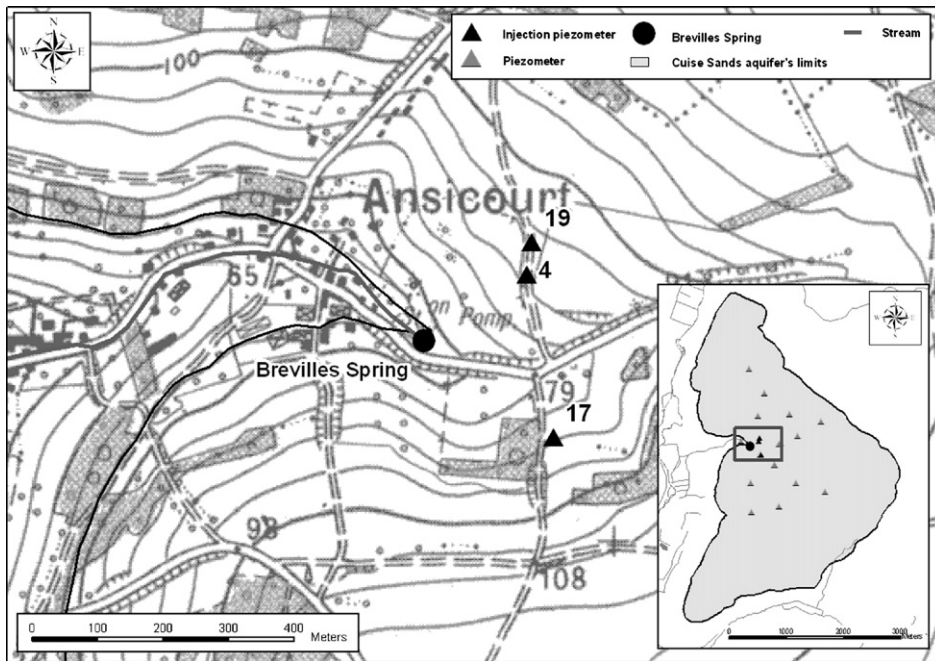 N
W E
S
Injection piezometer
Brevilles Spring
Stream
Piezometer
Cuise Sands aquifer's limits
100
Ansicourt
19
4
65
Pomp.
Brevilles Spring
79
17
98
108
0 100 200 300 400 Meters
0 1000 2000 3000 Meters